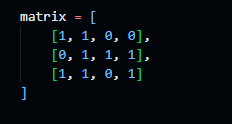 matrix = [
    [1, 1, 0, 0],
    [0, 1, 1, 1],
    [1, 1, 0, 1]
]